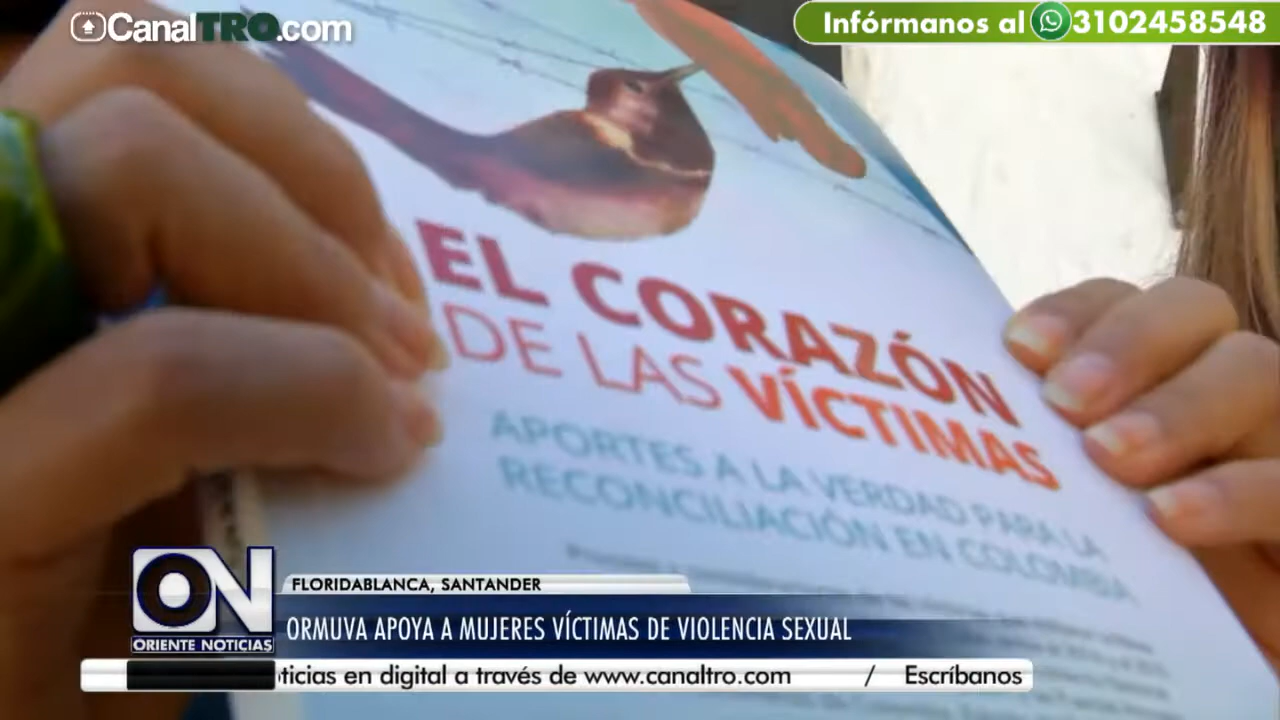 CanalTRO.com
Infórmanos al 3102458548
EL CORAZÓN
DE LAS VÍCTIMAS
APORTES A LA VERDAD PARA LA
RECONCILIACIÓN EN COLOMBIA
ON
ORIENTE NOTICIAS
FLORIDABLANCA, SANTANDER
ORMUVA APOYA A MUJERES VÍCTIMAS DE VIOLENCIA SEXUAL
ticias en digital a través de www.canaltro.com / Escríbanos